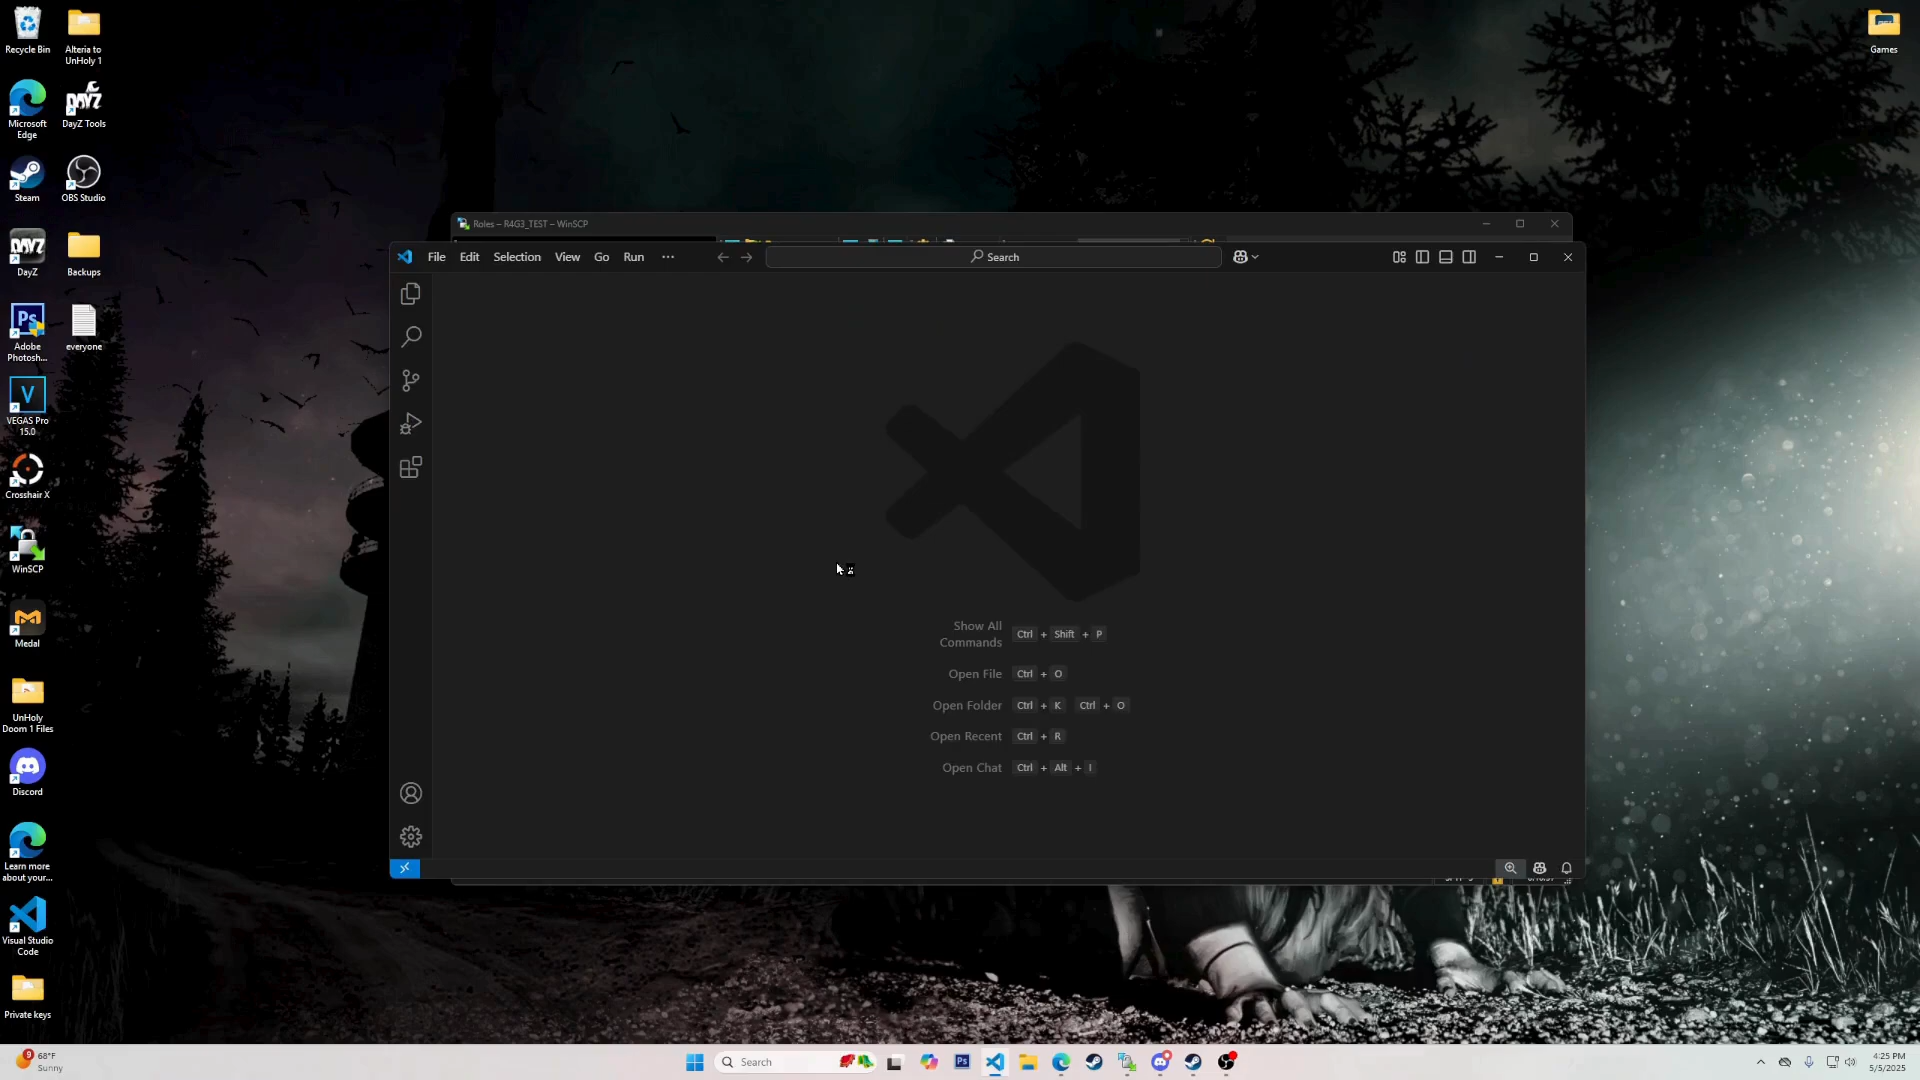 Recycle Bin
Alteria to
UnHoly 1
Games
Microsoft
Edge
DayZ Tools
Steam
OBS Studio
DAYZ
DayZ
Backups
Ps
Adobe
Photosh...
everyone
V
VEGAS Pro
15.0
Crosshair X
WinSCP
Medal
UnHoly
Doom 1 Files
Discord
Learn more
about your...
Visual Studio
Code
Private keys
Roles – R4G3_TEST – WinSCP
File Edit Selection View Go Run ···
Search
Show All
Commands
Ctrl + Shift + P
Open File Ctrl + O
Open Folder Ctrl + K Ctrl + O
Open Recent Ctrl + R
Open Chat Ctrl + Alt + I
9
68°F
Sunny
Search
Ps
4:25 PM
5/5/2025